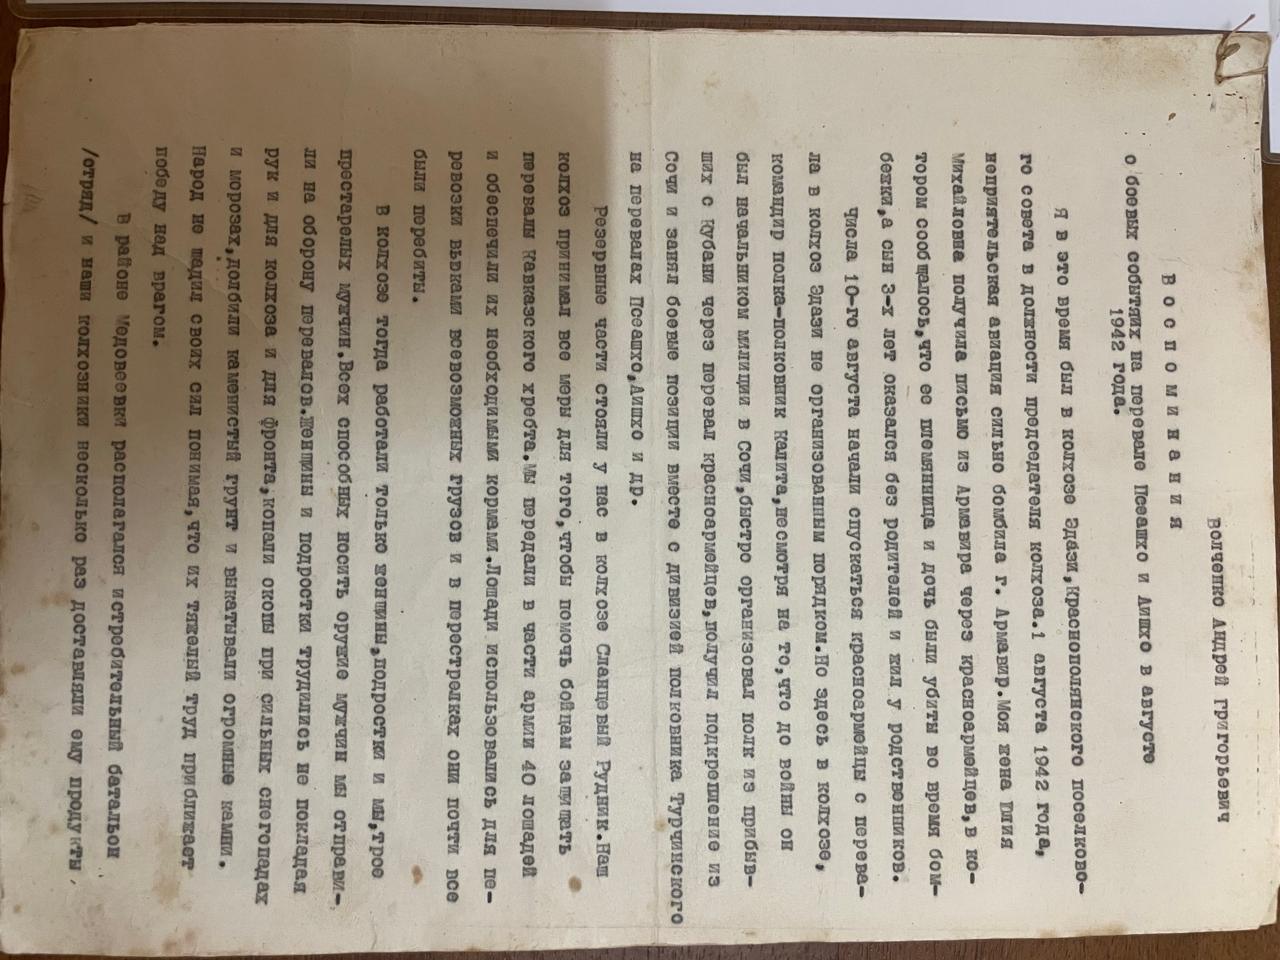 Волченко Андрей Григорьевич
В о с п о м и н а н и я
о боевых событиях на перевале Псеашхо и Аишхо в августе
1942 года.
Я в это время был в колхозе Эдази,Краснополянского поселково-
го совета в должности председателя колхоза.1 августа 1942 года,
неприятельская авиация сильно бомбила г. Армавир.Моя жена Юлия
Михайловна получила письмо из Армавира через красноармейцев,в ко-
тором сообщалось,что ее племянница и дочь были убиты во время бом-
бежки,а сын 3-х лет оказался без родителей и жил у родственников.
Числа 10-го августа начали спускаться красноармейцы с перева-
ла в колхоз Эдази не организованным порядком.Но здесь в колхозе,
командир полка-полковник Капита,несмотря на то,что до войны он
был начальником милиции в Сочи,быстро организовал полк из прибыв-
ших с Кубани через перевал красноармейцев,получил подкрепление из
Сочи и занял боевые позиции вместе с дивизией полковника Турчинского
на перевалах Псеашхо,Аишхо и др.
Резервные части стояли у нас в колхозе Сланцевый Рудник.Наш
колхоз принимал все меры для того,чтобы помочь бойцам защищать
перевалы Кавказского хребта.Мы передали в части армии 40 лошадей
и обеспечили их необходимыми кормами.Лошади использовались для пе-
ревозки вьюками всевозможных грузов и в перестрелках они почти все
были перебиты.
В колхозе тогда работали только женщины,подростки и мы,трое
престарелых мужчин.Всех способных носить оружие мужчин мы отправи-
ли на оборону перевалов.Женщины и подростки трудились не покладая
рук и для колхоза и для фронта,копали окопы при сильных снегопадах
и морозах,долбили каменистый грунт и выкатывали огромные камни.
Народ не щадил своих сил понимая,что их тяжелый труд приближает
победу над врагом.
В районе Медовеевки располагался истребительный батальон
/отряд/ и наши колхозники несколько раз доставляли ему продукты